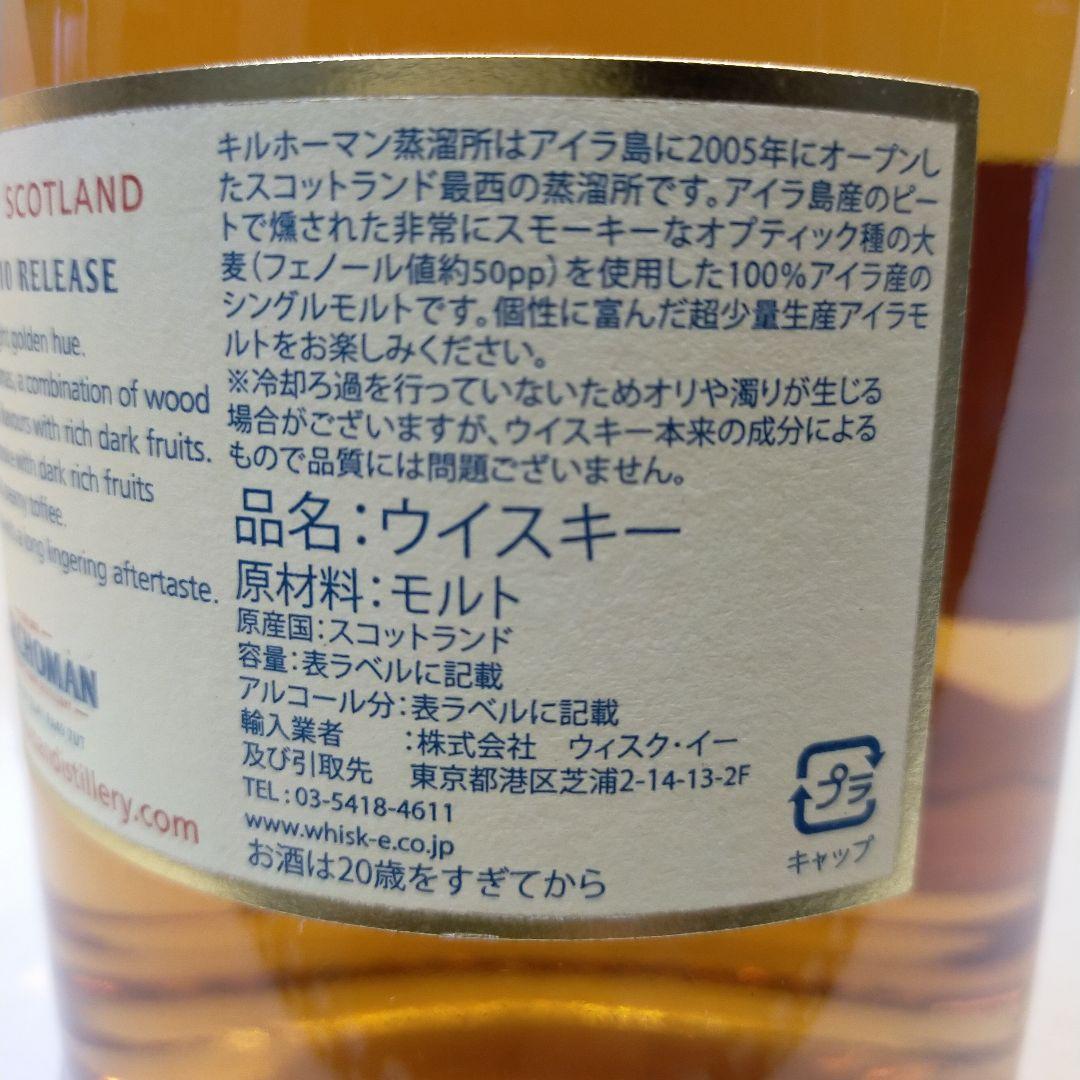 SCOTLAND
10 RELEASE
golden hue.
a combination of wood
flavours with rich dark fruits.
with dark rich fruits
toffee.
a long lingering aftertaste.
CHOMAN
distillery.com
キルホーマン蒸溜所はアイラ島に2005年にオープンし
たスコットランド最西の蒸溜所です。アイラ島産のピー
トで燻された非常にスモーキーなオプティック種の大
麦（フェノール値約50pp）を使用した100%アイラ産の
シングルモルトです。個性に富んだ超少量生産アイラモ
ルトをお楽しみください。
※冷却ろ過を行っていないためオリや濁りが生じる
場合がございますが、ウイスキー本来の成分による
もので品質には問題ございません。
品名：ウイスキー
原材料：モルト
原産国：スコットランド
容量：表ラベルに記載
アルコール分：表ラベルに記載
輸入業者　：株式会社　ウィスク・イー
及び引取先　東京都港区芝浦2-14-13-2F
TEL：03-5418-4611
www.whisk-e.co.jp
お酒は20歳をすぎてから
プラ
キャップ